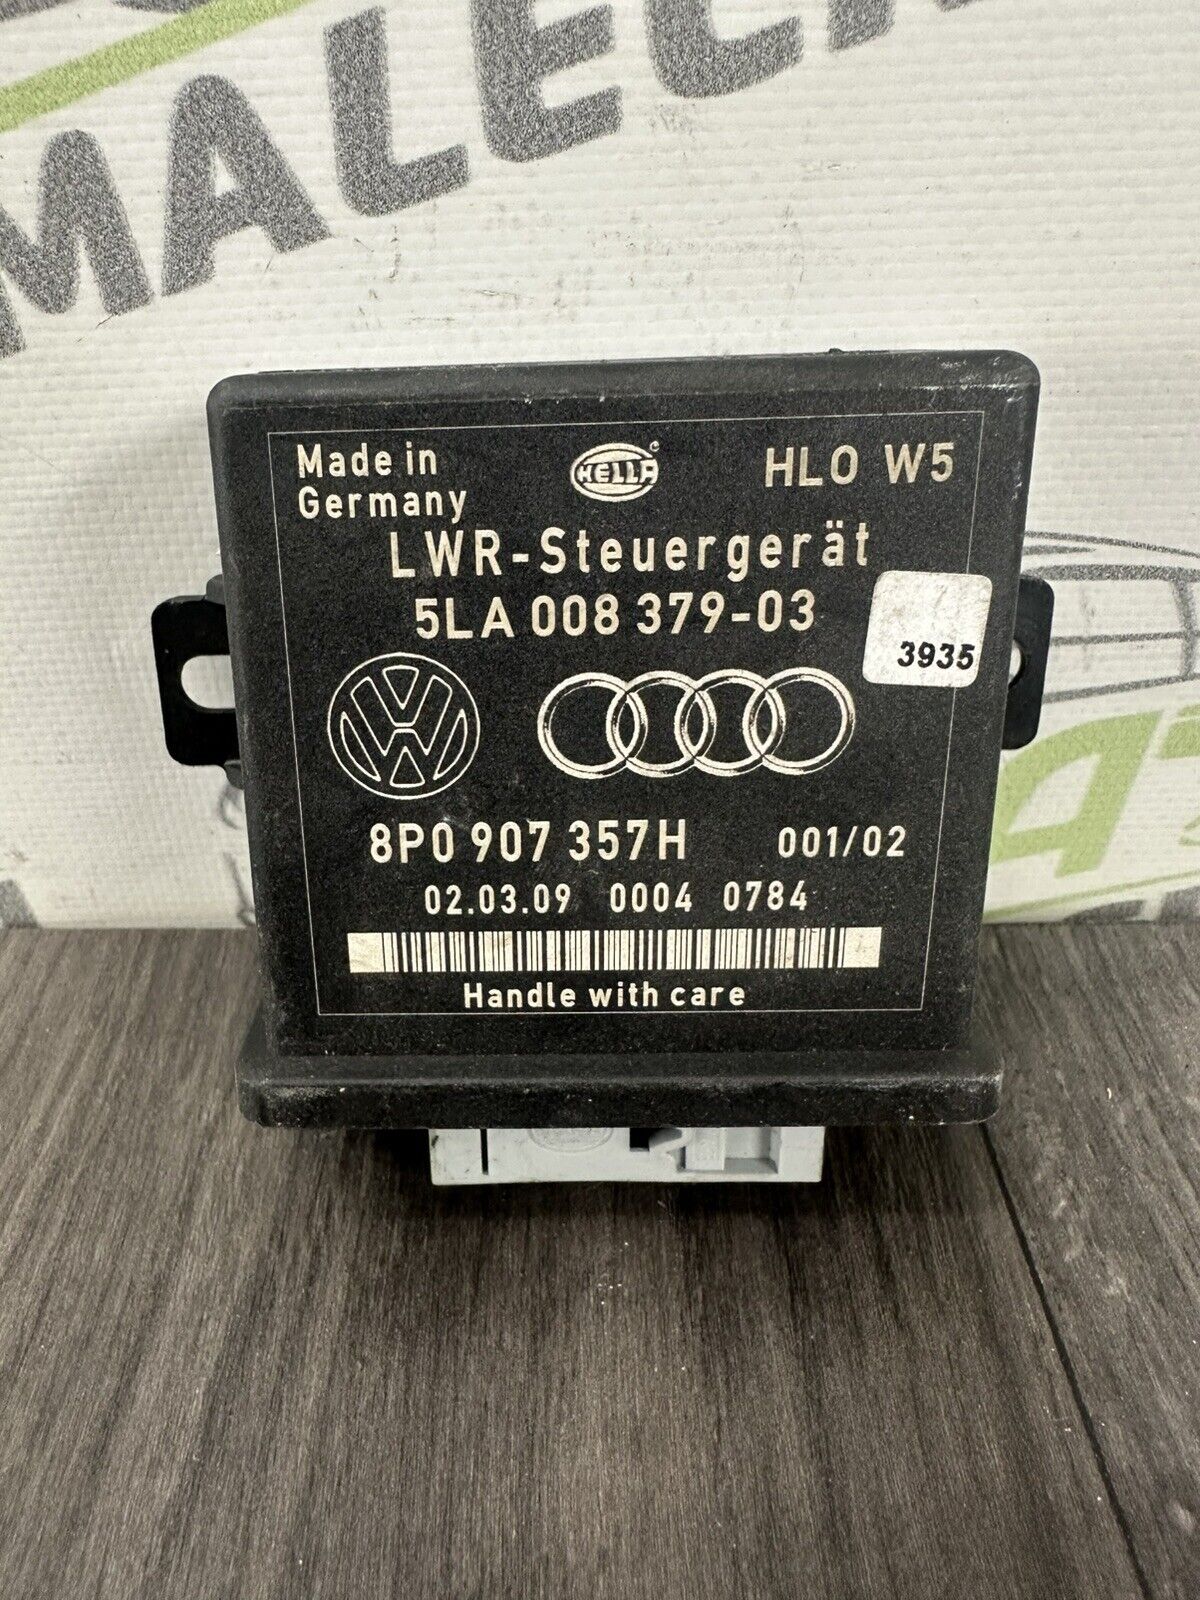 MALE
Made in
Germany
HELLA
HLO W5
LWR-Steuergerät
5LA 008 379-03
3935
8P0 907 357H 001/02
02.03.09 0004 0784
Handle with care